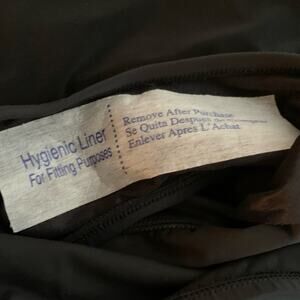 Hygienic Liner
For Fitting Purposes
Remove After Purchase
Se Quita Despues
Enlever Apres L'Achat.